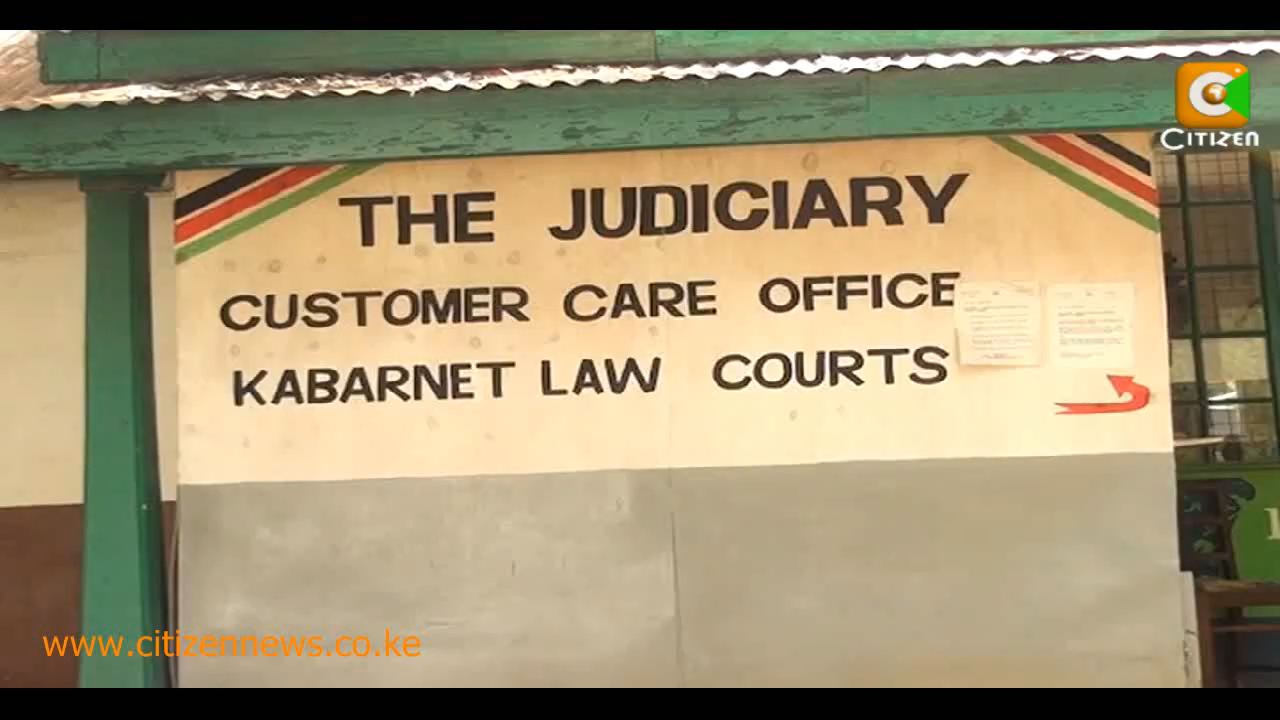 CITIZEN
THE JUDICIARY
CUSTOMER CARE OFFICE
KABARNET LAW COURTS
www.citizennews.co.ke